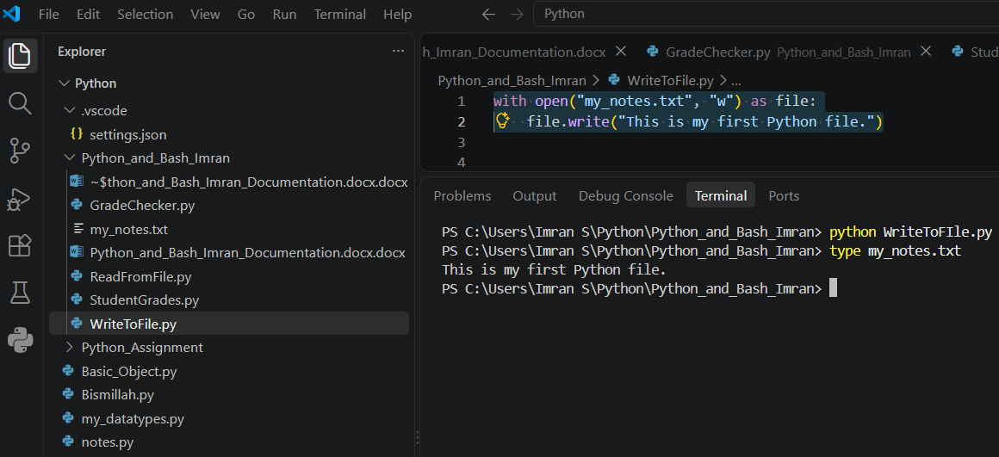 File Edit Selection View Go Run Terminal Help
Python
Explorer
Python
.vscode
{} settings.json
Python_and_Bash_Imran
~$thon_and_Bash_Imran_Documentation.docx.docx
GradeChecker.py
my_notes.txt
Python_and_Bash_Imran_Documentation.docx.docx
ReadFromFile.py
StudentGrades.py
WriteToFile.py
Python_Assignment
Basic_Object.py
Bismillah.py
my_datatypes.py
notes.py
h_Imran_Documentation.docx GradeChecker.py Python_and_Bash_Imran Stud
Python_and_Bash_Imran > WriteToFile.py > ...
1 with open("my_notes.txt", "w") as file:
2 file.write("This is my first Python file.")
3
4
Problems Output Debug Console Terminal Ports
PS C:\Users\Imran S\Python\Python_and_Bash_Imran> python WriteToFIle.py
PS C:\Users\Imran S\Python\Python_and_Bash_Imran> type my_notes.txt
This is my first Python file.
PS C:\Users\Imran S\Python\Python_and_Bash_Imran>